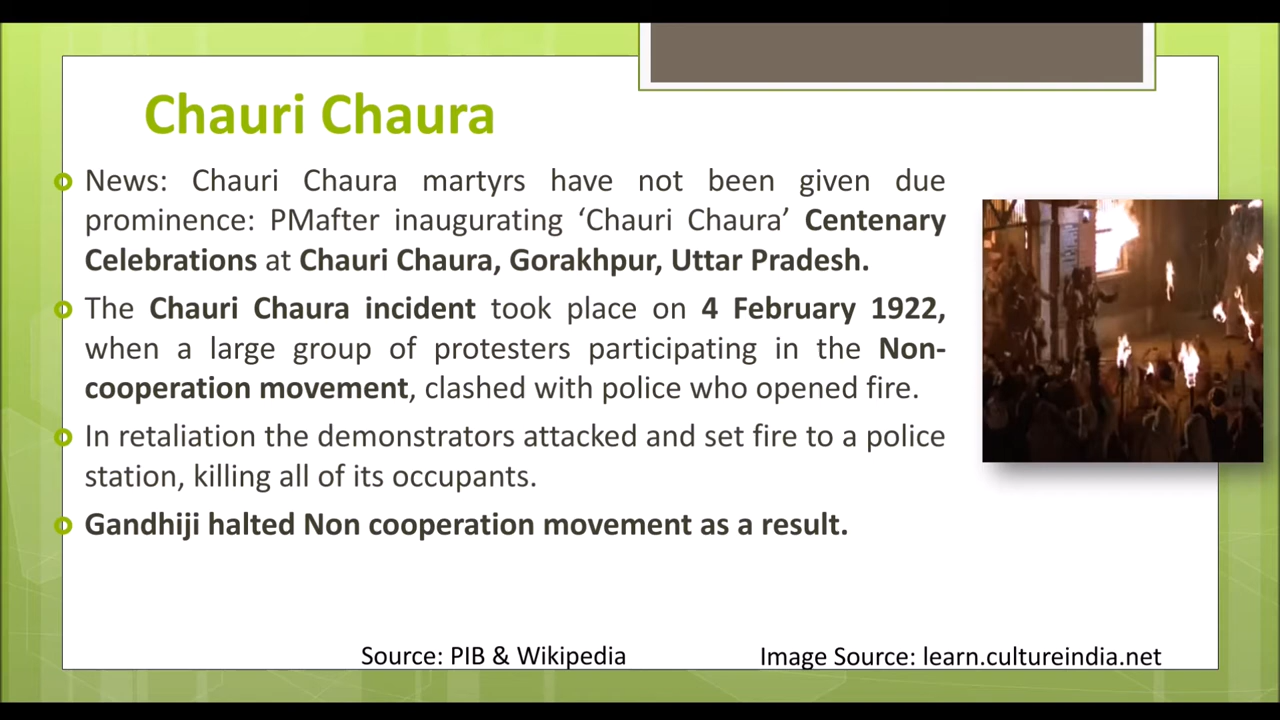 Chauri Chaura
News: Chauri Chaura martyrs have not been given due
prominence: PMafter inaugurating ‘Chauri Chaura’ Centenary
Celebrations at Chauri Chaura, Gorakhpur, Uttar Pradesh.
The Chauri Chaura incident took place on 4 February 1922,
when a large group of protesters participating in the Non-
cooperation movement, clashed with police who opened fire.
In retaliation the demonstrators attacked and set fire to a police
station, killing all of its occupants.
Gandhiji halted Non cooperation movement as a result.
Source: PIB & Wikipedia
Image Source: learn.cultureindia.net